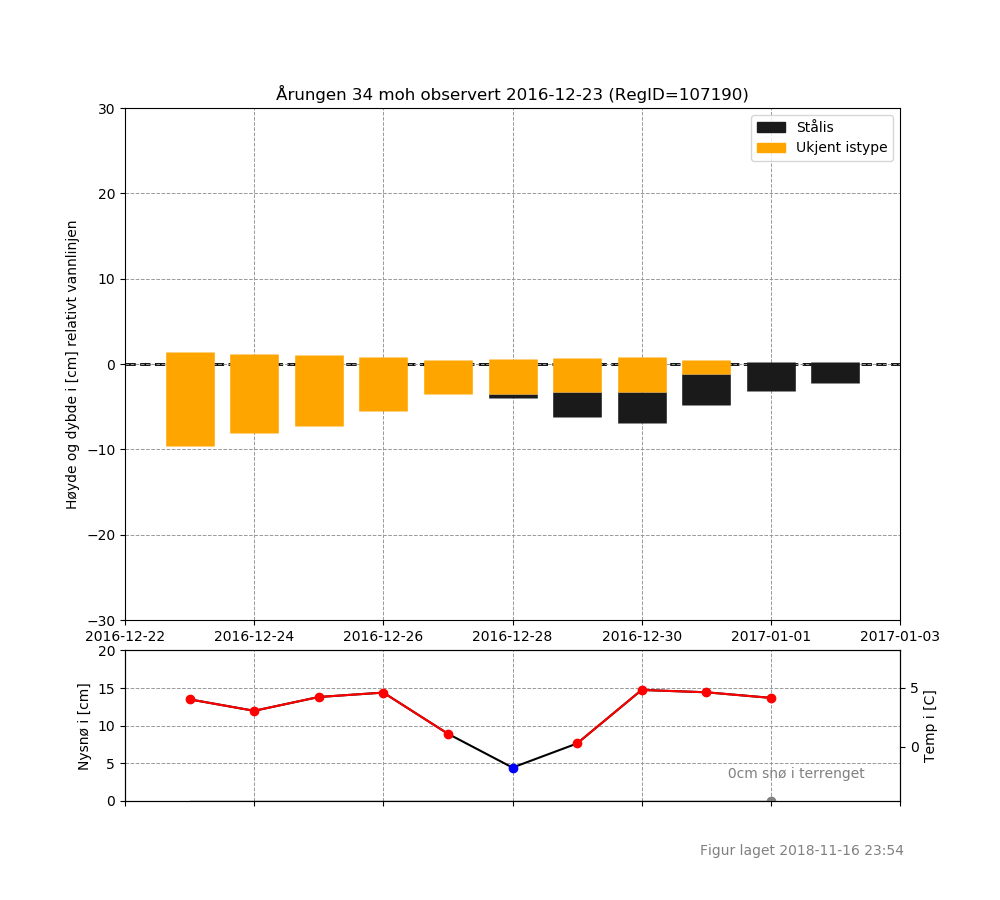 Årungen 34 moh observert 2016-12-23 (RegID=107190)
Stålis
Ukjent istype
Høyde og dybde i [cm] relativt vannlinjen
30
20
10
0
−10
−20
−30
2016-12-22 2016-12-24 2016-12-26 2016-12-28 2016-12-30 2017-01-01 2017-01-03
Nysnø i [cm]
20
15
10
5
0
5
0
Temp i [C]
0cm snø i terrenget
Figur laget 2018-11-16 23:54